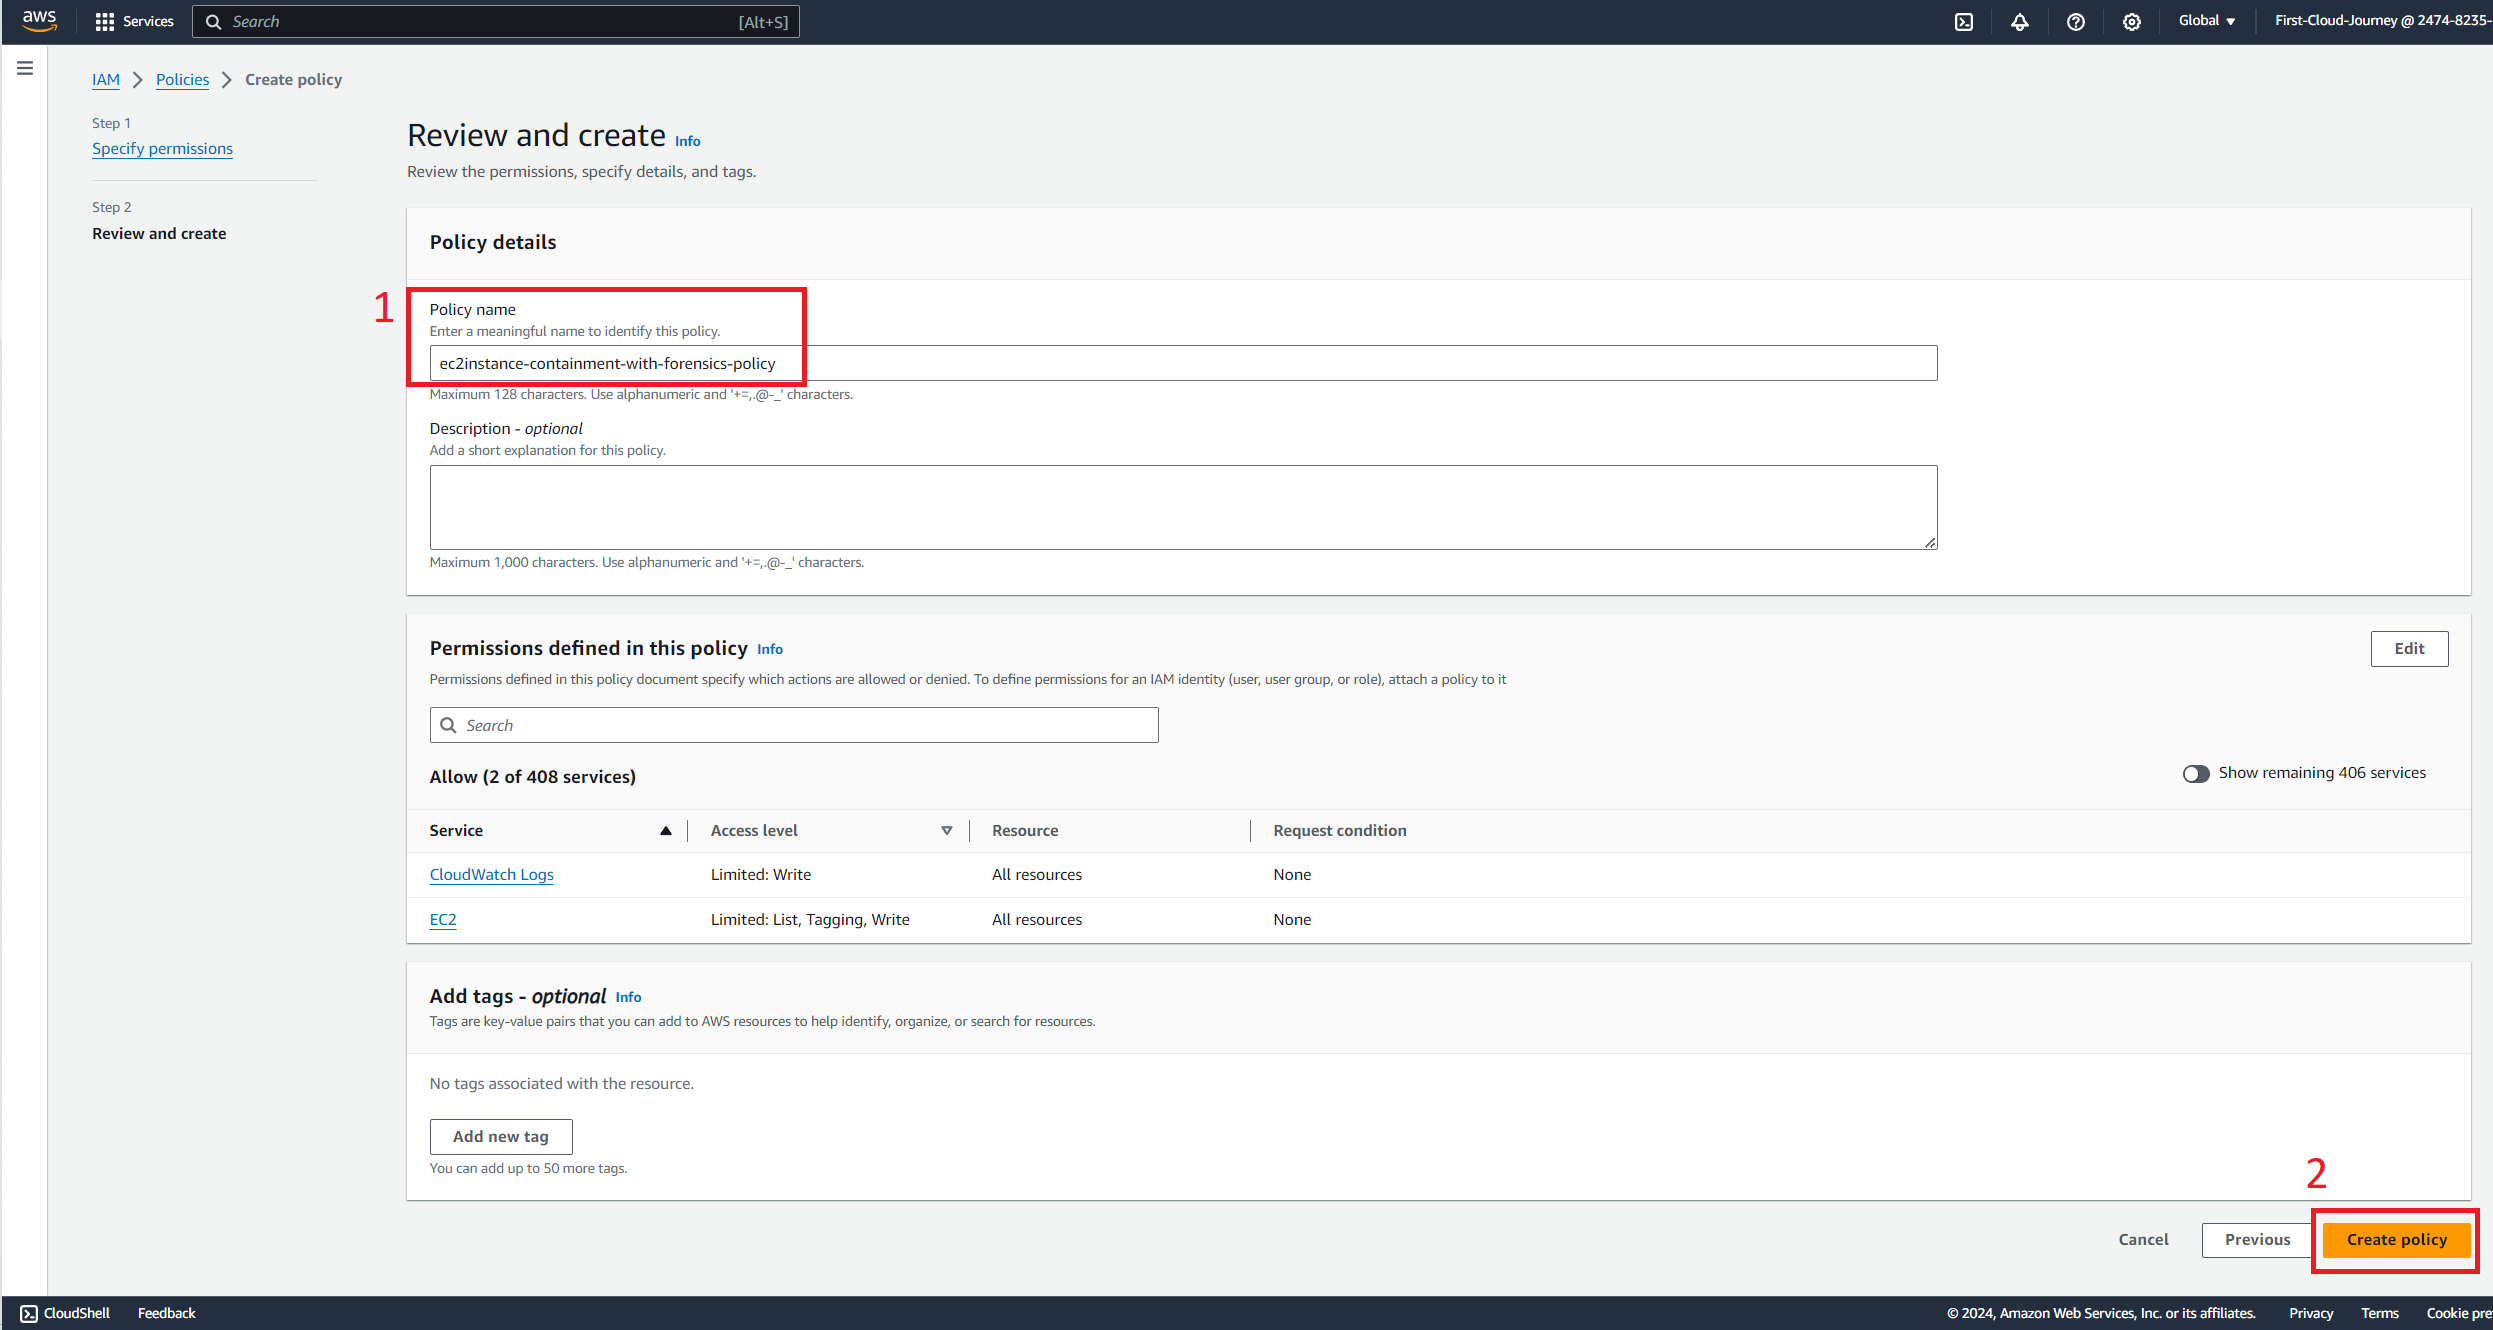 aws Services Search [Alt+S] Global First-Cloud-Journey @ 2474-8235-
IAM Policies Create policy
Step 1
Specify permissions
Step 2
Review and create
Review and create Info
Review the permissions, specify details, and tags.
Policy details
1
Policy name
Enter a meaningful name to identify this policy.
ec2instance-containment-with-forensics-policy
Maximum 128 characters. Use alphanumeric and '+=,.@-_' characters.
Description - optional
Add a short explanation for this policy.
Maximum 1,000 characters. Use alphanumeric and '+=,.@-_' characters.
Permissions defined in this policy Info
Edit
Permissions defined in this policy document specify which actions are allowed or denied. To define permissions for an IAM identity (user, user group, or role), attach a policy to it
Search
Allow (2 of 408 services)
Show remaining 406 services
Service Access level Resource Request condition
CloudWatch Logs Limited: Write All resources None
EC2 Limited: List, Tagging, Write All resources None
Add tags - optional Info
Tags are key-value pairs that you can add to AWS resources to help identify, organize, or search for resources.
No tags associated with the resource.
Add new tag
You can add up to 50 more tags.
2
Cancel Previous Create policy
CloudShell Feedback © 2024, Amazon Web Services, Inc. or its affiliates. Privacy Terms Cookie pre